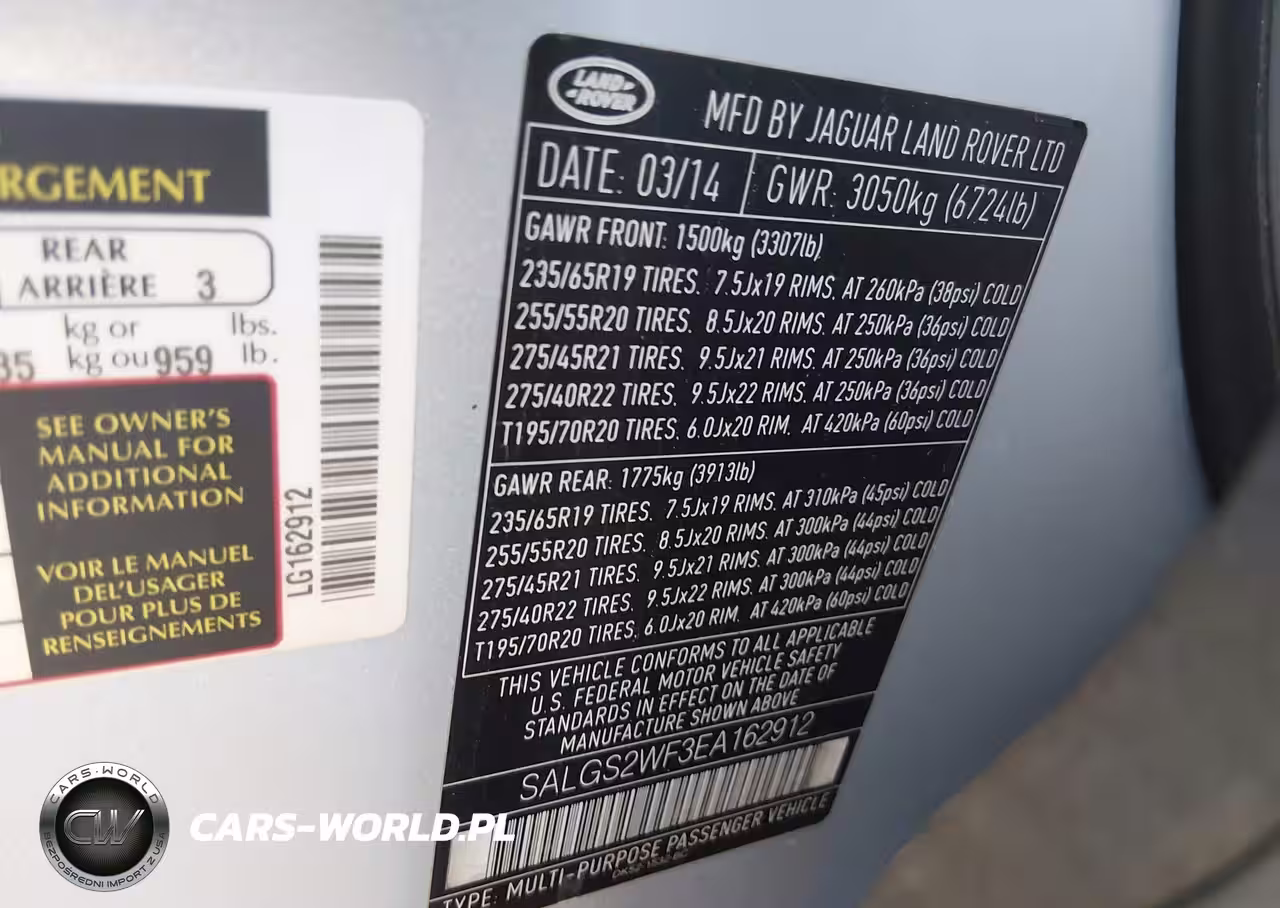 RGEMENT
REAR
ARRIÈRE 3
kg or lbs.
35 kg ou 959 lb.
SEE OWNER'S
MANUAL FOR
ADDITIONAL
INFORMATION
VOIR LE MANUEL
DEL'USAGER
POUR PLUS DE
RENSEIGNEMENTS
LG162912
LAND-
-ROVER
MFD BY JAGUAR LAND ROVER LTD
DATE: 03/14 GWR: 3050kg (6724lb)
GAWR FRONT: 1500kg (3307lb)
235/65R19 TIRES. 7.5Jx19 RIMS. AT 260kPa (38psi) COLD
255/55R20 TIRES. 8.5Jx20 RIMS. AT 250kPa (36psi) COLD
275/45R21 TIRES. 9.5Jx21 RIMS. AT 250kPa (36psi) COLD
275/40R22 TIRES. 9.5Jx22 RIMS. AT 250kPa (36psi) COLD
T195/70R20 TIRES. 6.0Jx20 RIM. AT 420kPa (60psi) COLD
GAWR REAR: 1775kg (3913lb)
235/65R19 TIRES. 7.5Jx19 RIMS. AT 310kPa (45psi) COLD
255/55R20 TIRES. 8.5Jx20 RIMS. AT 300kPa (44psi) COLD
275/45R21 TIRES. 9.5Jx21 RIMS. AT 300kPa (44psi) COLD
275/40R22 TIRES. 9.5Jx22 RIMS. AT 300kPa (44psi) COLD
T195/70R20 TIRES. 6.0Jx20 RIM. AT 420kPa (60psi) COLD
THIS VEHICLE CONFORMS TO ALL APPLICABLE
U.S. FEDERAL MOTOR VEHICLE SAFETY
STANDARDS IN EFFECT ON THE DATE OF
MANUFACTURE SHOWN ABOVE
SALGS2WF3EA162912
TYPE: MULTI-PURPOSE PASSENGER VEHICLE
CARS-WORLD
CW
BEZPOŚREDNI IMPORT Z USA
CARS-WORLD.PL